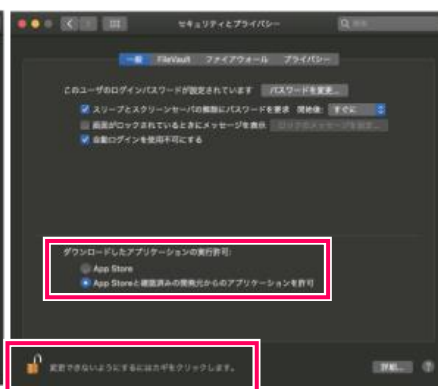 セキュリティとプライバシー
一般 FileVault ファイアウォール プライバシー
このユーザのログインパスワードが設定されています パスワードを変更...
スリープとスクリーンセーバの解除にパスワードを要求 開始後: すぐに
画面がロックされているときにメッセージを表示 ロックのメッセージを設定...
自動ログインを使用不可にする
ダウンロードしたアプリケーションの実行許可:
App Store
App Storeと確認済みの開発元からのアプリケーションを許可
変更できないようにするにはカギをクリックします。
詳細... ?